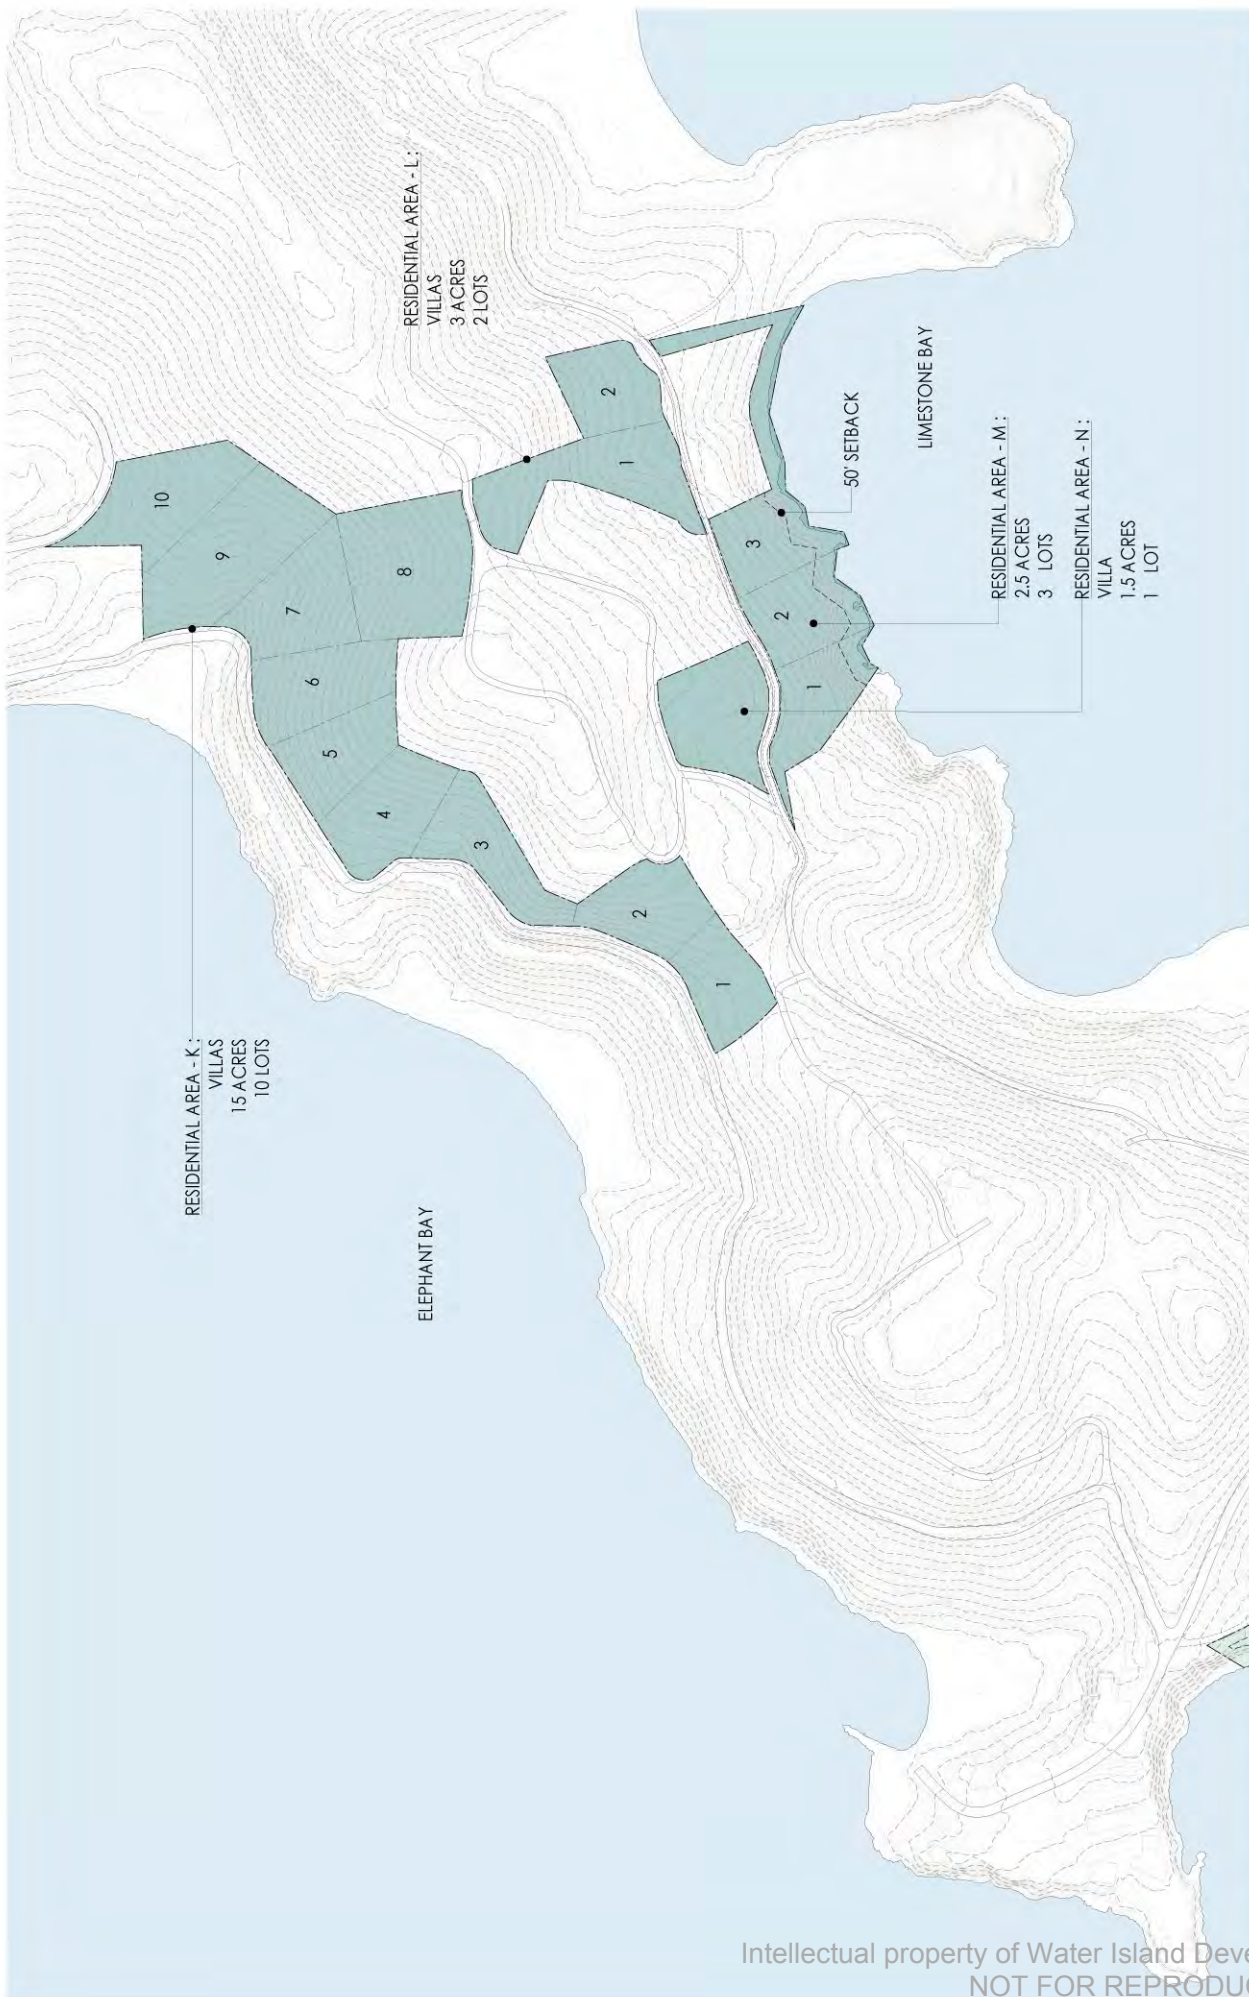 RESIDENTIAL AREA - K :
VILLAS
15 ACRES
10 LOTS
ELEPHANT BAY
RESIDENTIAL AREA - L :
VILLAS
3 ACRES
2 LOTS
10
9
8
7
6
5
4
3
2
1
2
1
3
2
1
50' SETBACK
LIMESTONE BAY
RESIDENTIAL AREA - M :
2.5 ACRES
3 LOTS
RESIDENTIAL AREA - N :
VILLA
1.5 ACRES
1 LOT
Intellectual property of Water Island Deve
NOT FOR REPRODUC